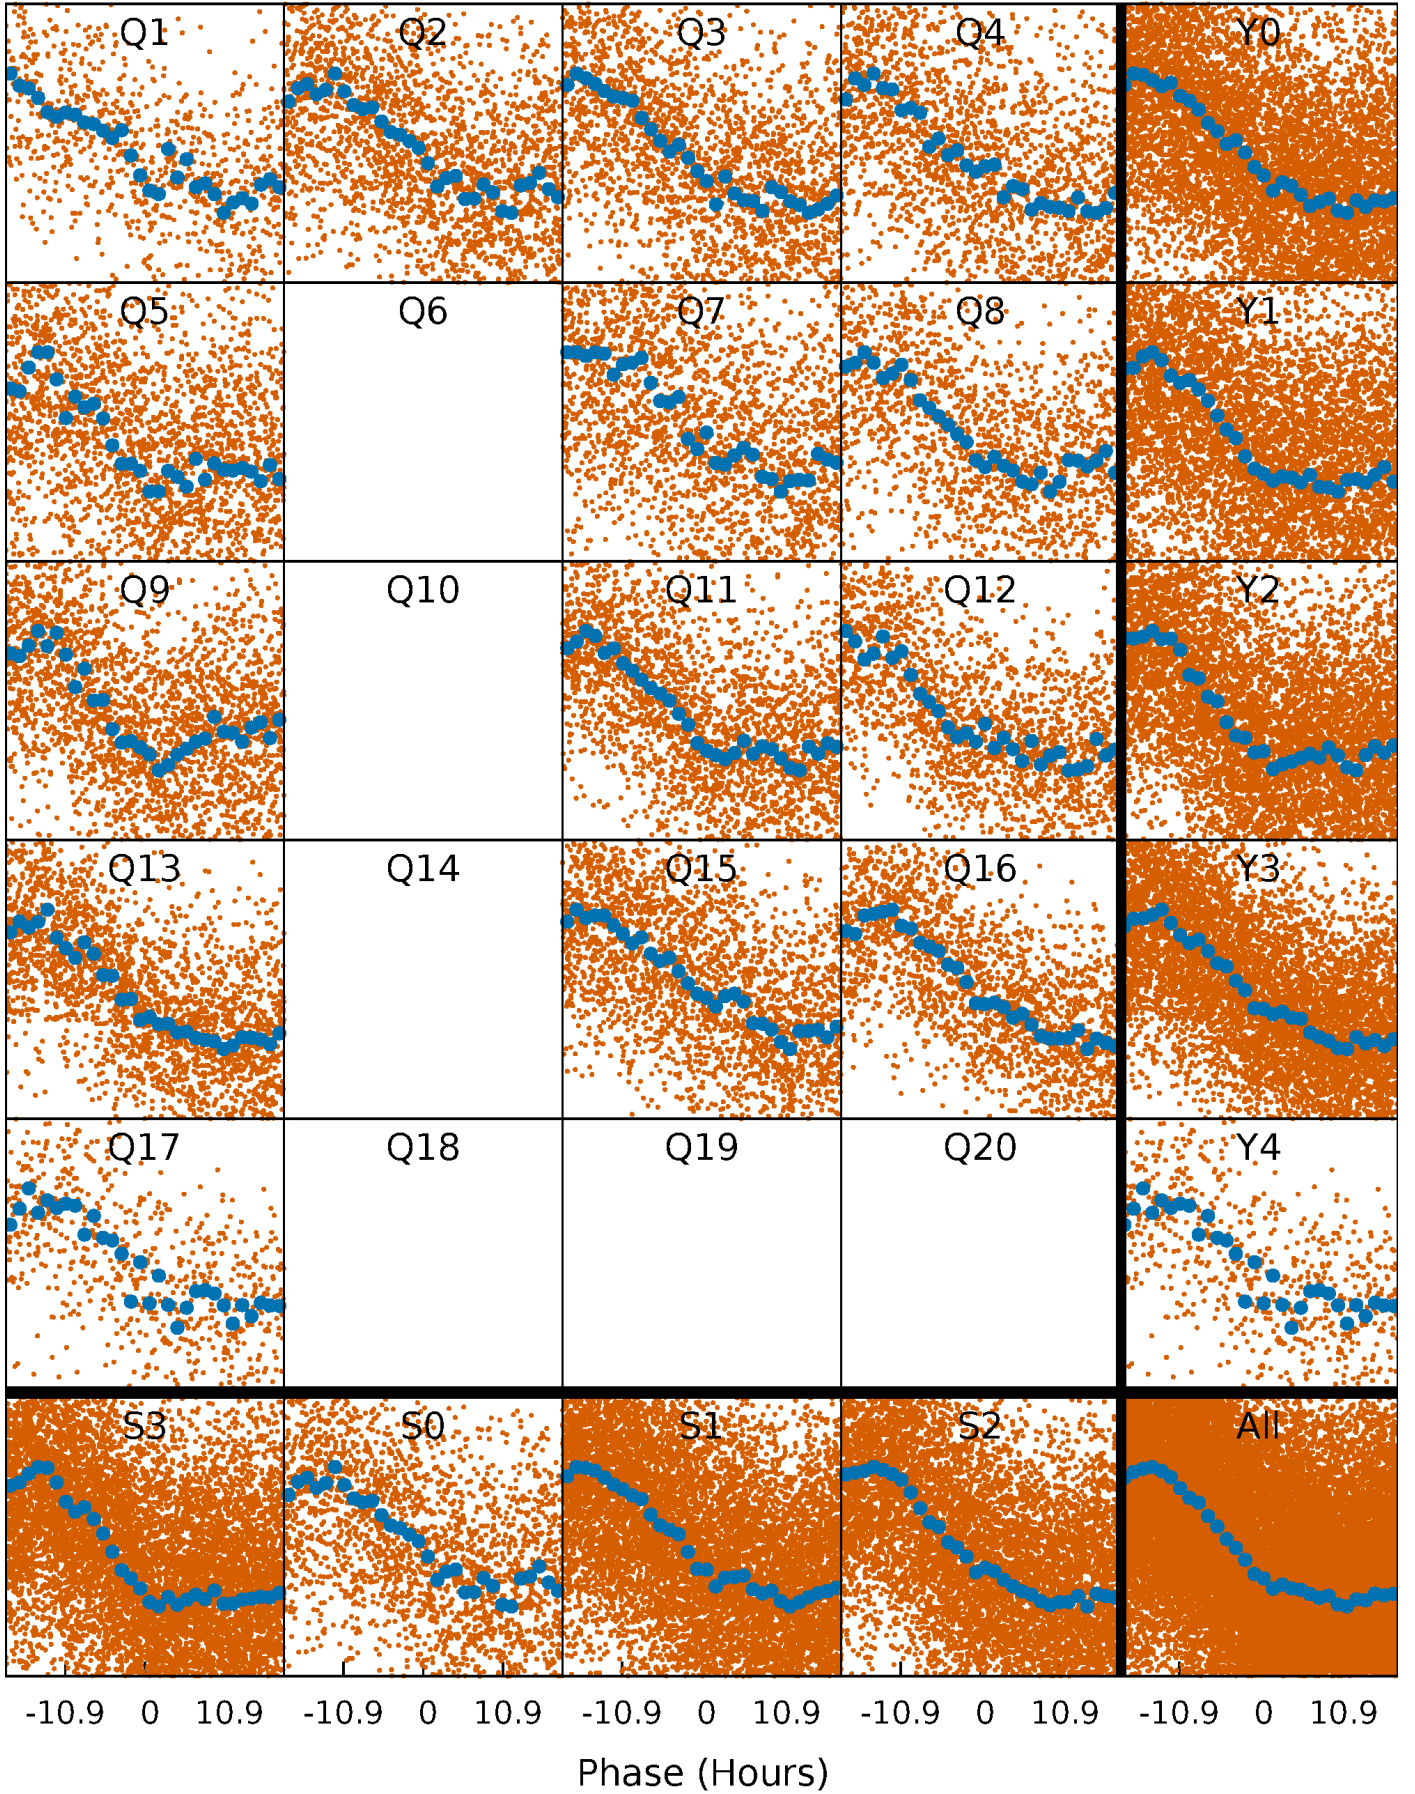 Q1 Q2 Q3 Q4 Y0
Q5 Q6 Q7 Q8 Y1
Q9 Q10 Q11 Q12 Y2
Q13 Q14 Q15 Q16 Y3
Q17 Q18 Q19 Q20 Y4
S3 S0 S1 S2 All
-10.9 0 10.9 -10.9 0 10.9 -10.9 0 10.9 -10.9 0 10.9 -10.9 0 10.9
Phase (Hours)